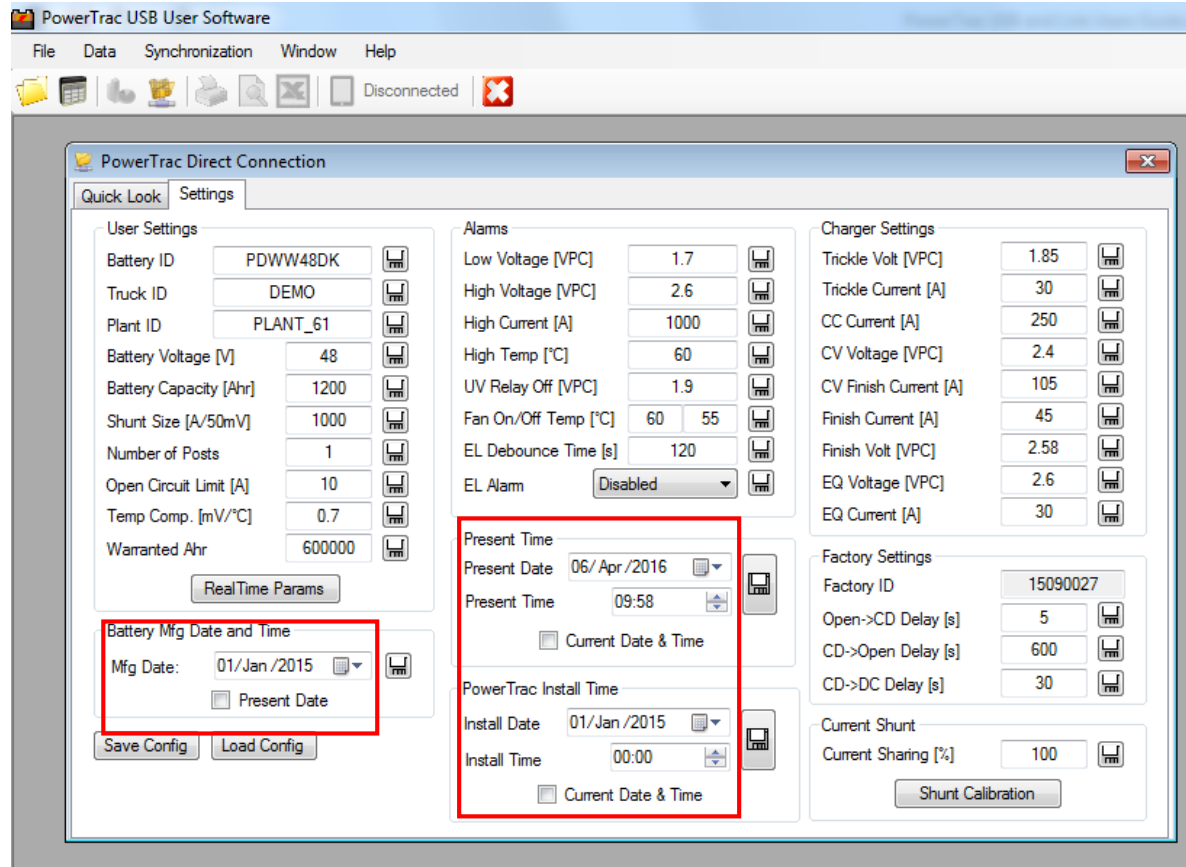 PowerTrac USB User Software
File Data Synchronization Window Help
Disconnected
PowerTrac Direct Connection
Quick Look Settings
User Settings
Battery ID PDWW48DK
Truck ID DEMO
Plant ID PLANT_61
Battery Voltage [V] 48
Battery Capacity [Ahr] 1200
Shunt Size [A/50mV] 1000
Number of Posts 1
Open Circuit Limit [A] 10
Temp Comp. [mV/°C] 0.7
Warranted Ahr 600000
RealTime Params
Battery Mfg Date and Time
Mfg Date: 01/Jan /2015
Present Date
Save Config Load Config
Alarms
Low Voltage [VPC] 1.7
High Voltage [VPC] 2.6
High Current [A] 1000
High Temp [°C] 60
UV Relay Off [VPC] 1.9
Fan On/Off Temp [°C] 60 55
EL Debounce Time [s] 120
EL Alarm Disabled
Present Time
Present Date 06/ Apr /2016
Present Time 09:58
Current Date & Time
PowerTrac Install Time
Install Date 01/Jan /2015
Install Time 00:00
Current Date & Time
Charger Settings
Trickle Volt [VPC] 1.85
Trickle Current [A] 30
CC Current [A] 250
CV Voltage [VPC] 2.4
CV Finish Current [A] 105
Finish Current [A] 45
Finish Volt [VPC] 2.58
EQ Voltage [VPC] 2.6
EQ Current [A] 30
Factory Settings
Factory ID 15090027
Open->CD Delay [s] 5
CD->Open Delay [s] 600
CD->DC Delay [s] 30
Current Shunt
Current Sharing [%] 100
Shunt Calibration